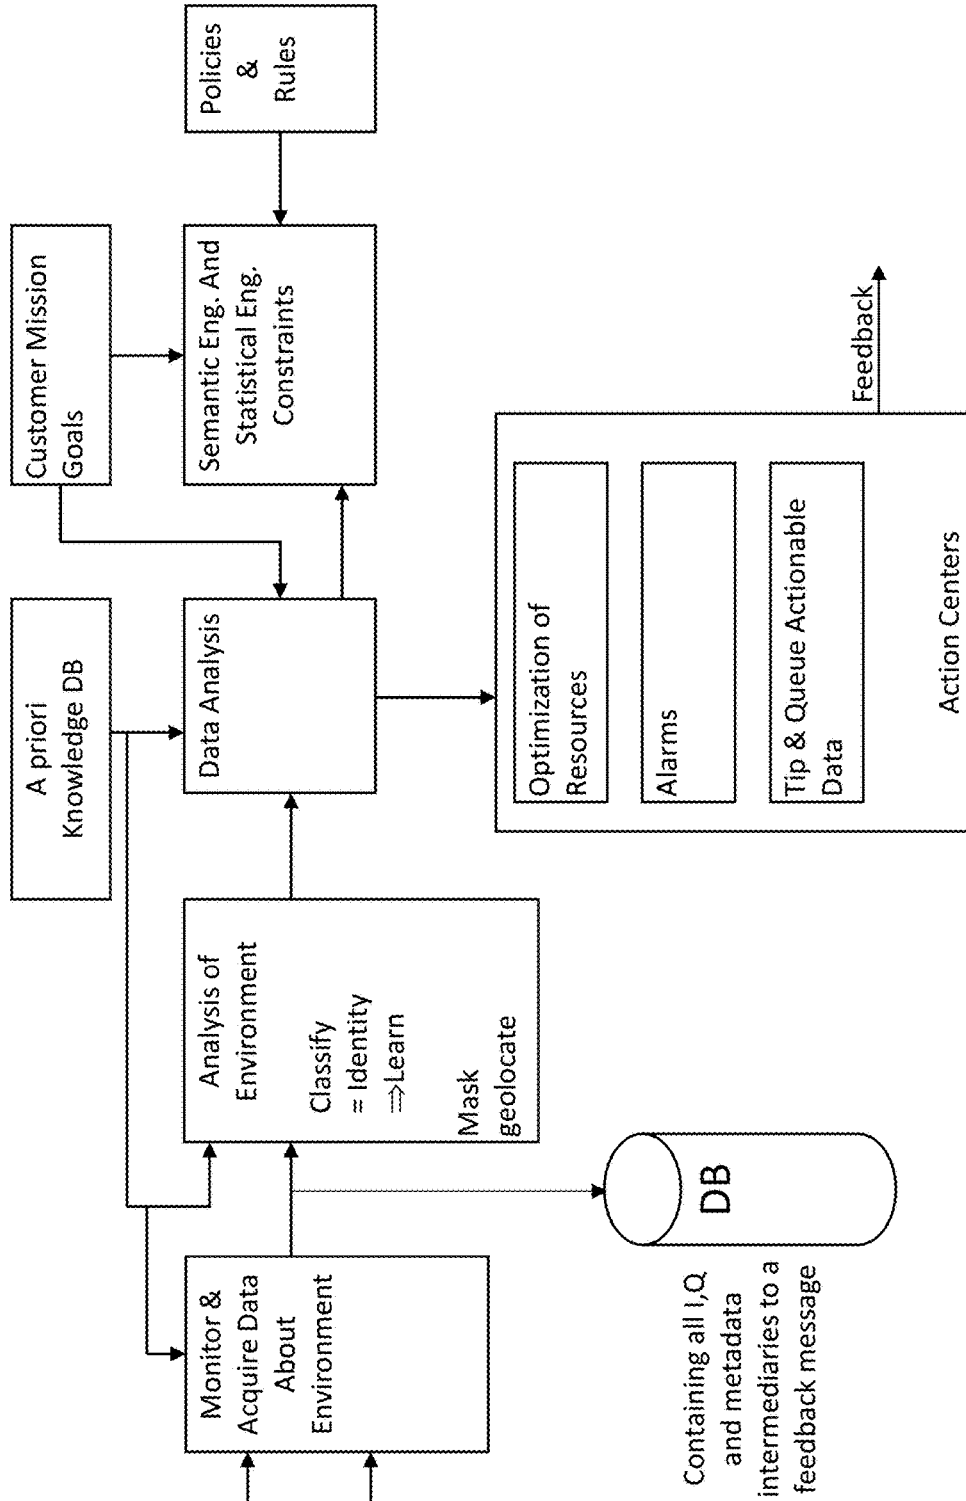 A priori
Knowledge DB
Customer Mission
Goals
Monitor &
Acquire Data
About
Environment
Analysis of
Environment
Classify
= Identity
⇒Learn
Mask
geolocate
Data Analysis
Semantic Eng. And
Statistical Eng.
Constraints
Policies
&
Rules
DB
Containing all I,Q
and metadata
intermediaries to a
feedback message
Optimization of
Resources
Alarms
Tip & Queue Actionable
Data
Action Centers
Feedback